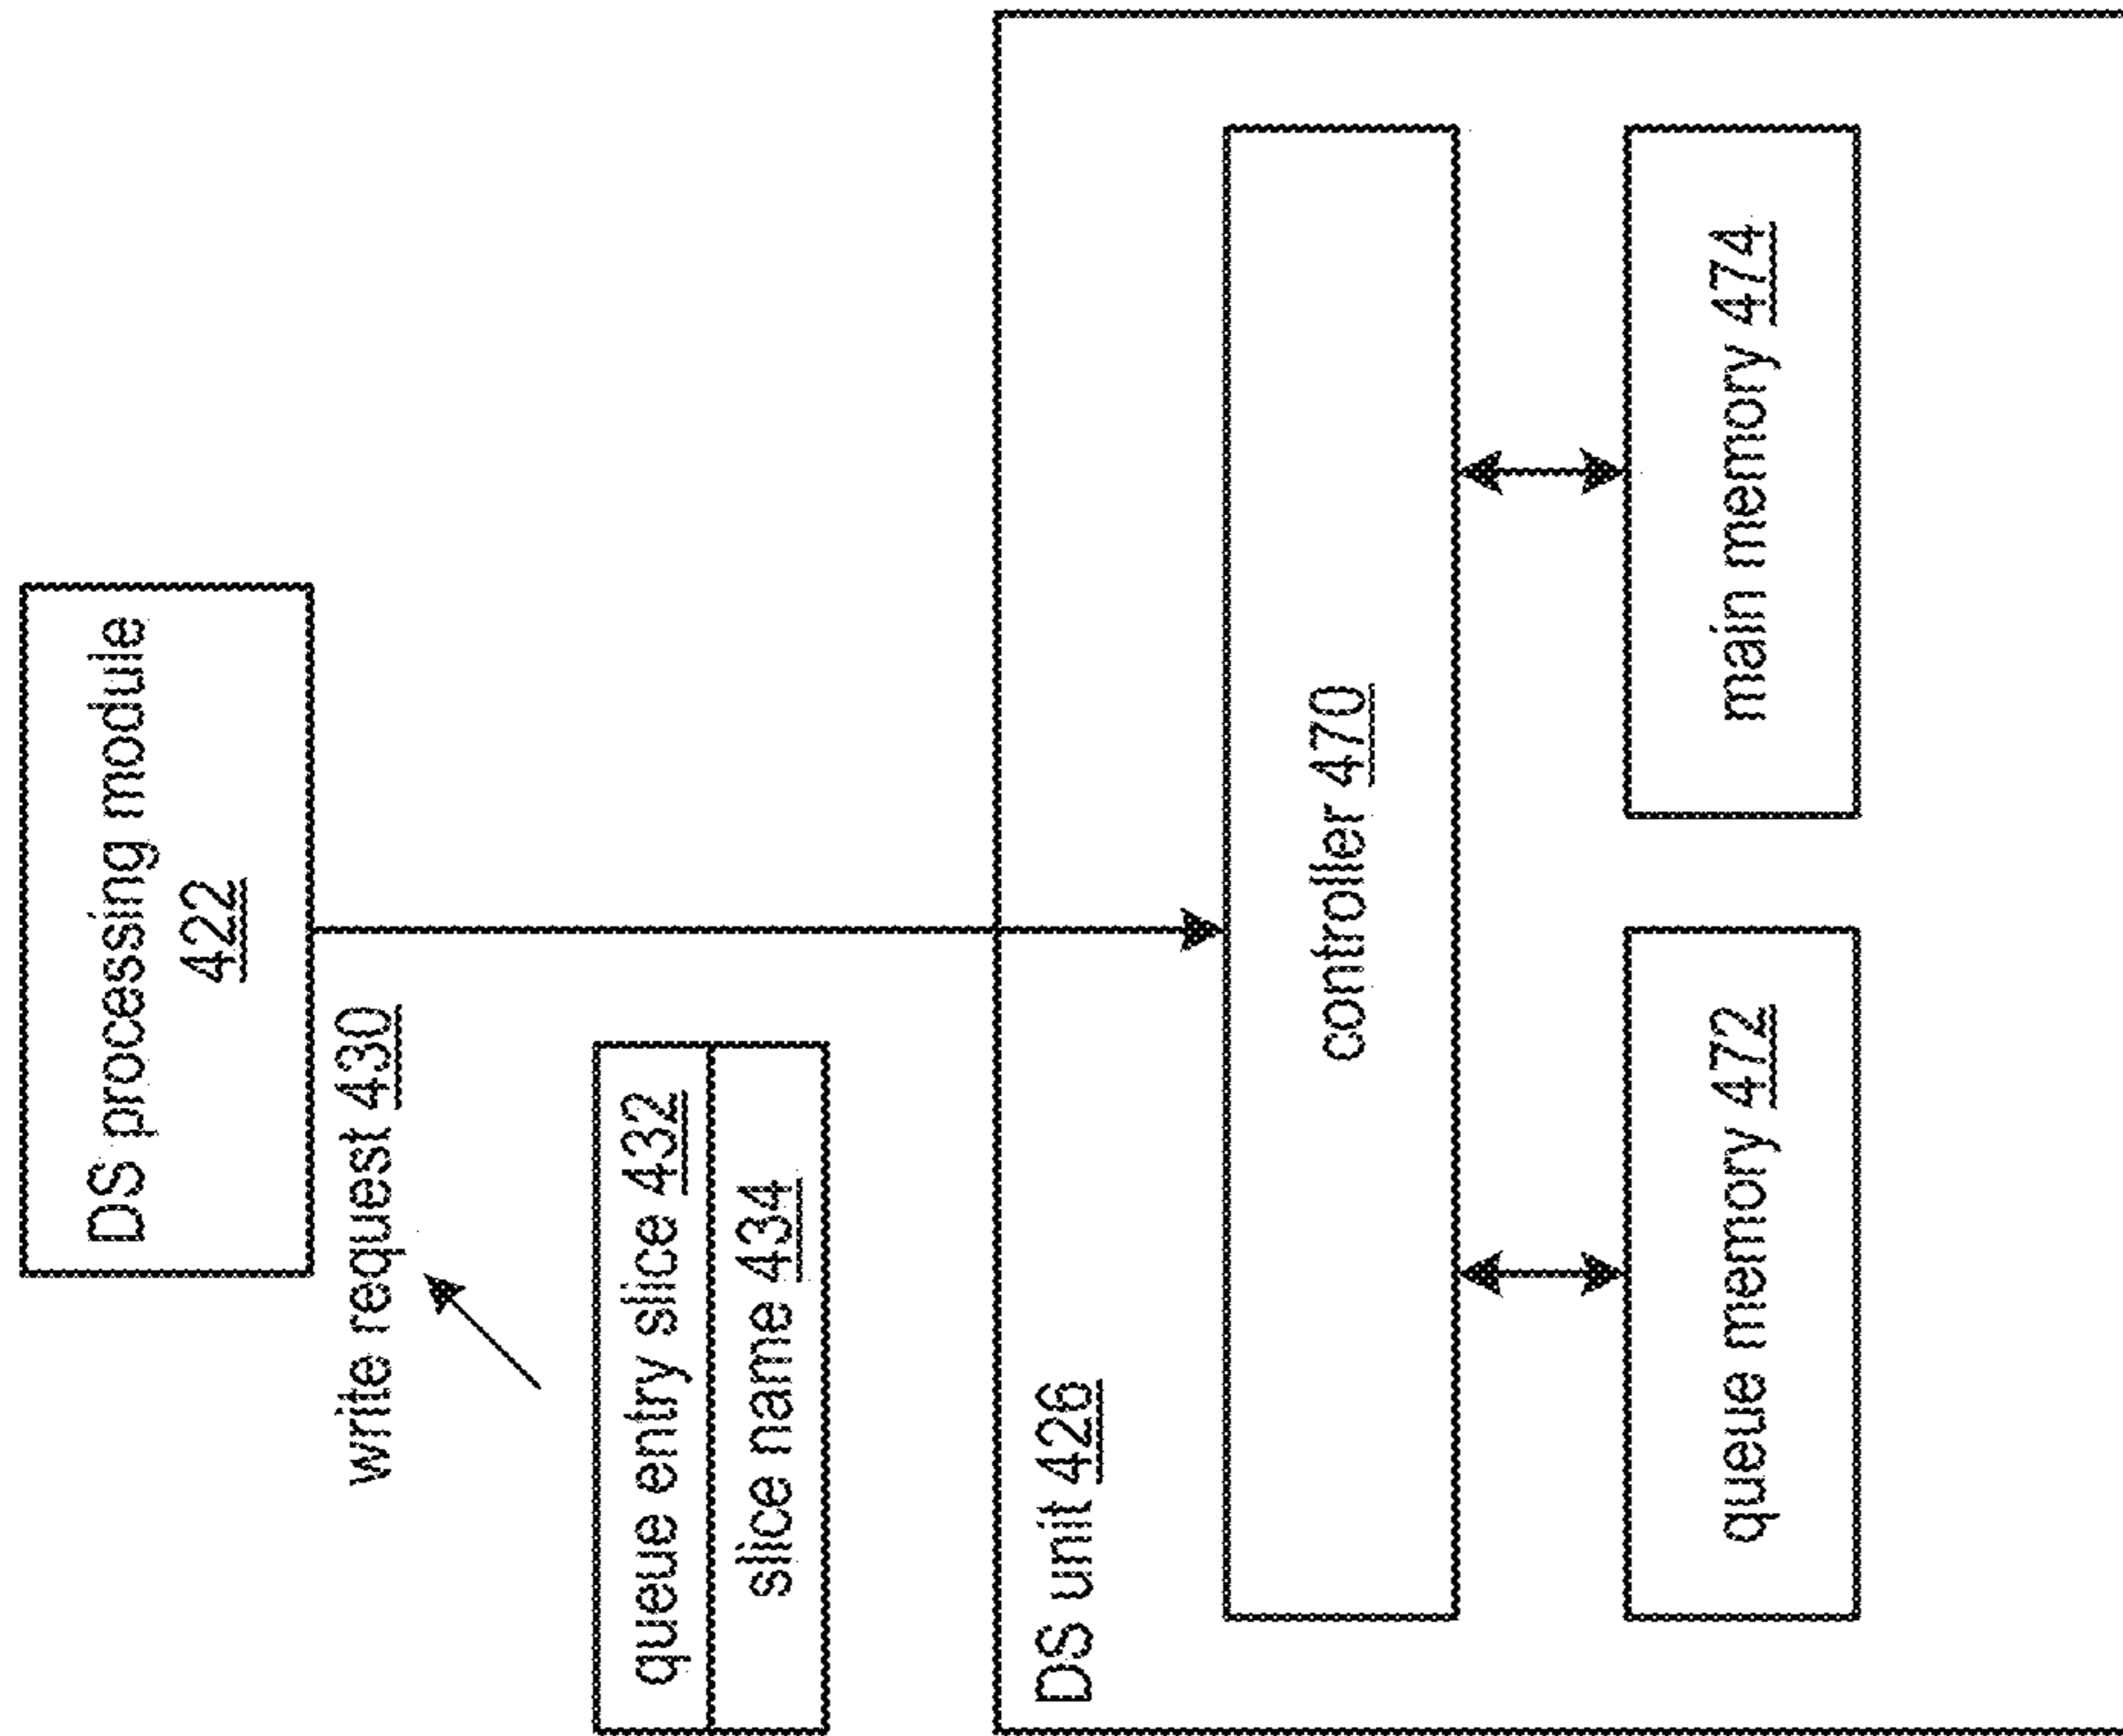 DS processing module
422
write request 430
queue entry slice 432
slice name 434
DS unit 426
controller 470
queue memory 472
main memory 474